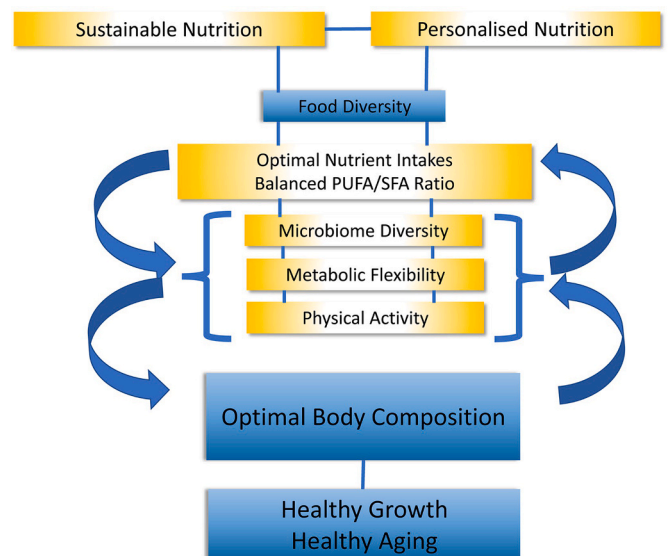 Sustainable Nutrition
Personalised Nutrition
Food Diversity
Optimal Nutrient Intakes
Balanced PUFA/SFA Ratio
Microbiome Diversity
Metabolic Flexibility
Physical Activity
Optimal Body Composition
Healthy Growth
Healthy Aging